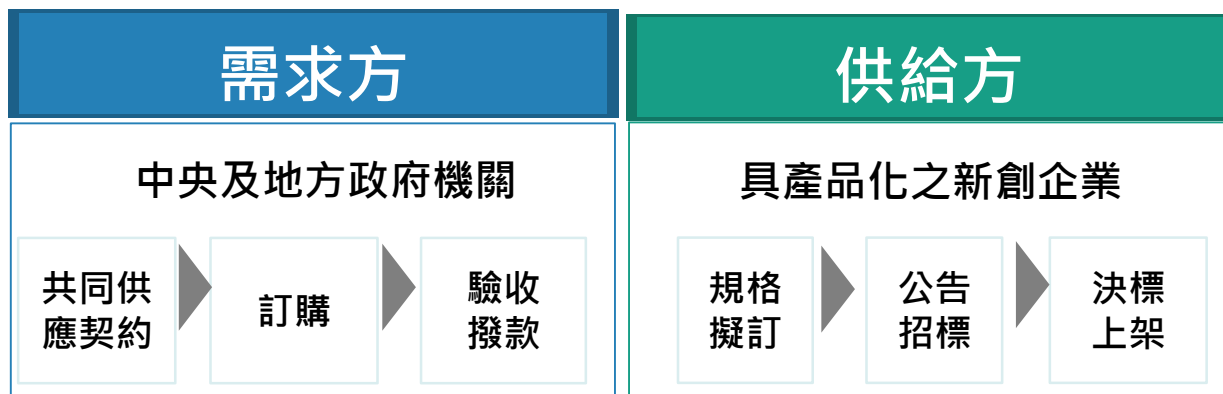 需求方
中央及地方政府機關
共同供
應契約
訂購
驗收
撥款
供給方
具產品化之新創企業
規格
擬訂
公告
招標
決標
上架